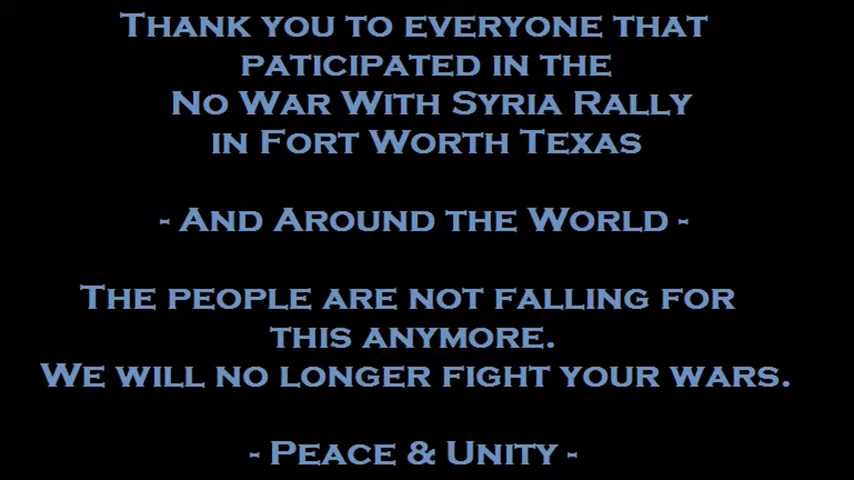 Thank you to everyone that
paticipated in the
No War With Syria Rally
in Fort Worth Texas
- And Around the World -
The people are not falling for
this anymore.
We will no longer fight your wars.
- Peace & Unity -